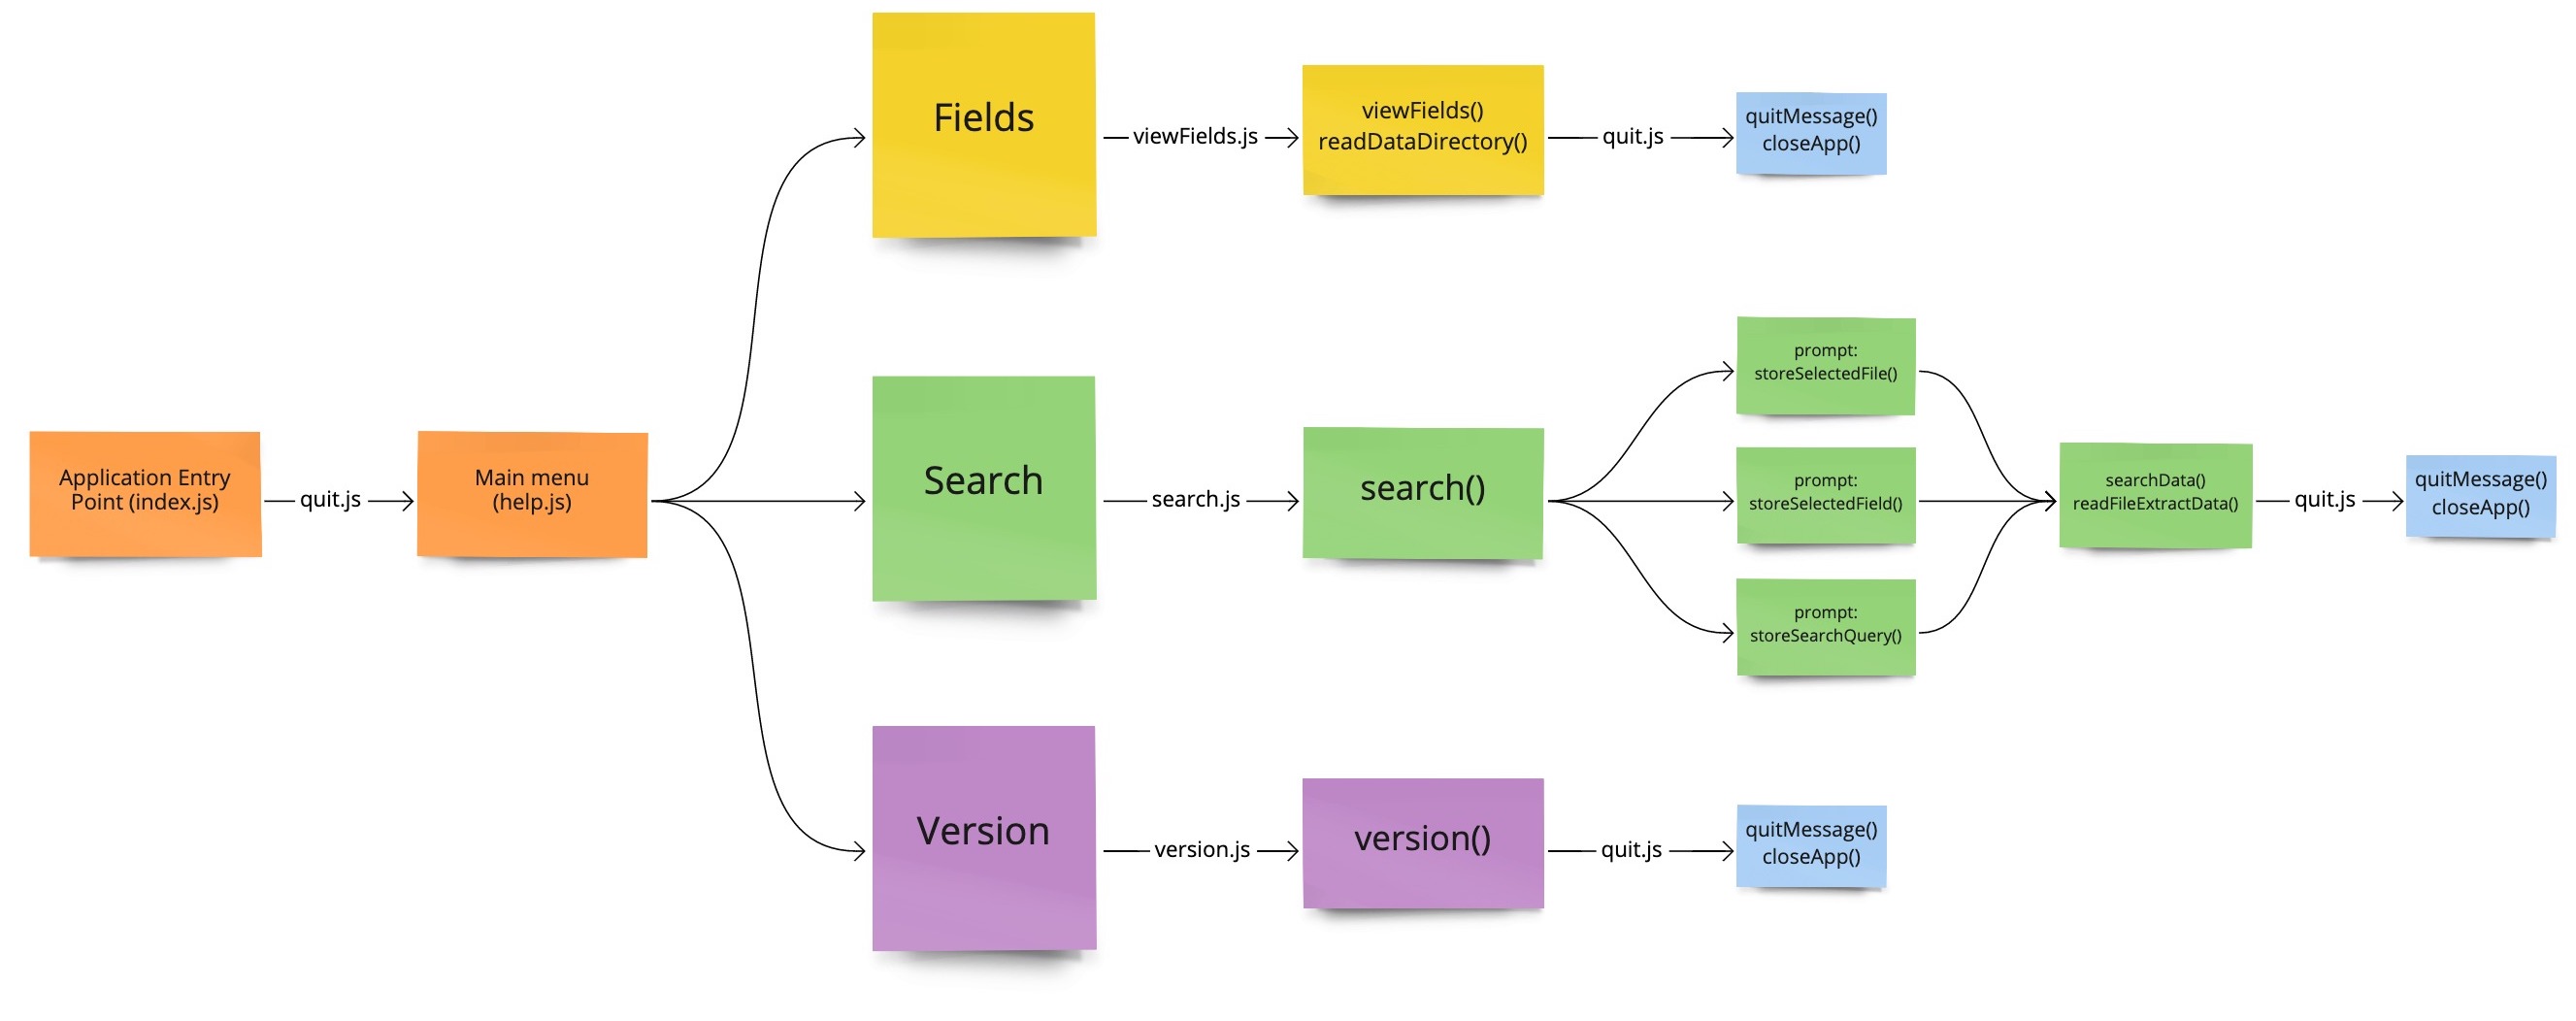 Fields
viewFields.js
viewFields()
readDataDirectory()
quit.js
quitMessage()
closeApp()
Application Entry
Point (index.js)
quit.js
Main menu
(help.js)
Search
search.js
search()
prompt:
storeSelectedFile()
prompt:
storeSelectedField()
prompt:
storeSearchQuery()
searchData()
readFileExtractData()
quit.js
quitMessage()
closeApp()
Version
version.js
version()
quit.js
quitMessage()
closeApp()